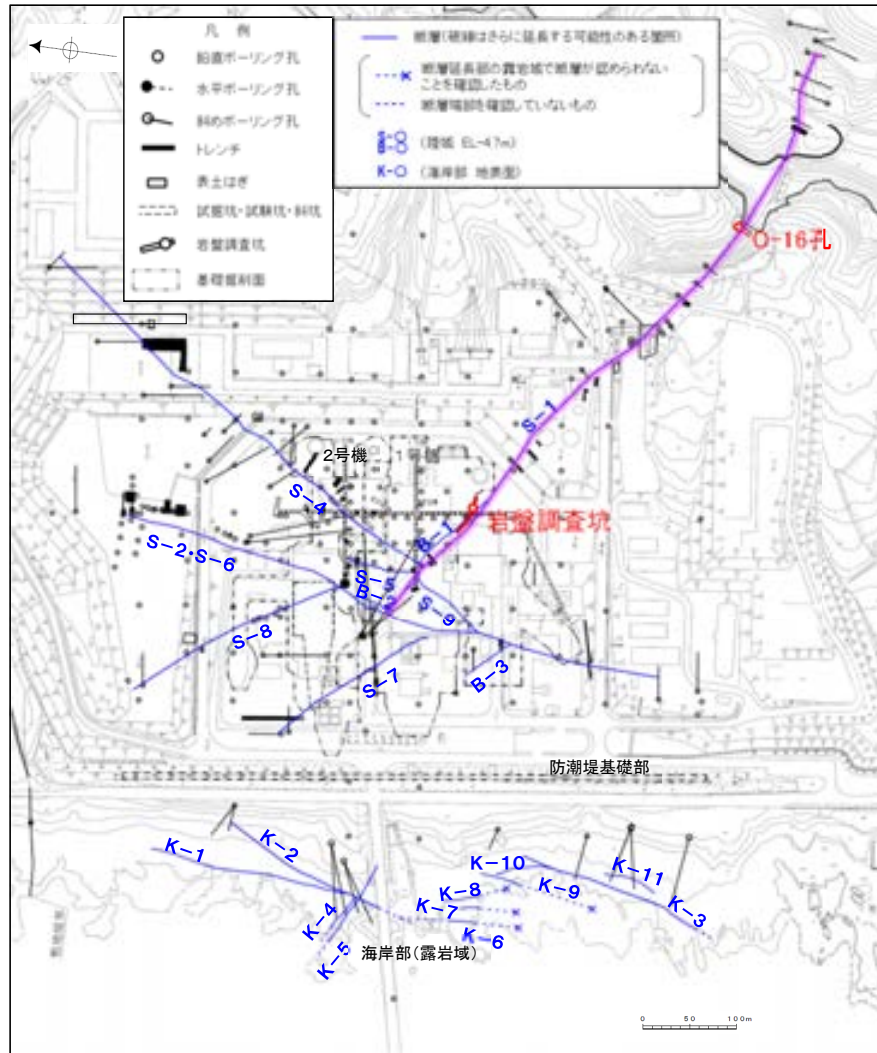 凡 例
鉛直ボーリング孔
水平ボーリング孔
斜めボーリング孔
トレンチ
表土はぎ
試掘坑・試験坑・斜坑
岩盤調査坑
基礎掘削面
断層(破線はさらに延長する可能性のある箇所)
断層延長部の露岩域で断層が認められない
ことを確認したもの
断層端部を確認していないもの
S-○
B-○
(陸域 EL-47m)
K-○ (海岸部 地表面)
O-16孔
S-1
2号機
1号機
S-4
岩盤調査坑
B-1
S-2・S-6
S-5
B-2
S-9
S-8
S-7
B-3
防潮堤基礎部
K-1
K-2
K-10
K-11
K-8
K-9
K-7
K-3
K-4
K-6
K-5
海岸部(露岩域)
0 50 100m